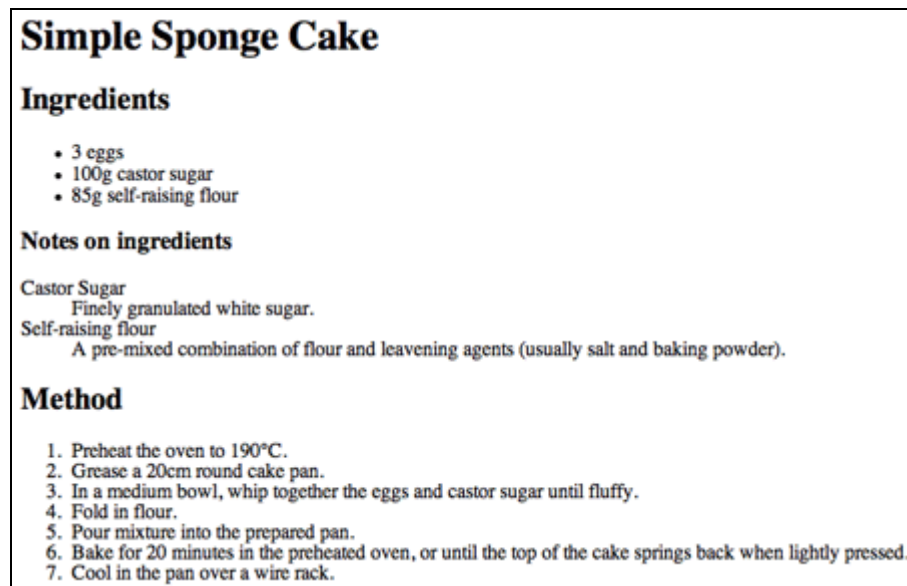 Simple Sponge Cake
Ingredients
• 3 eggs
• 100g castor sugar
• 85g self-raising flour
Notes on ingredients
Castor Sugar
Finely granulated white sugar.
Self-raising flour
A pre-mixed combination of flour and leavening agents (usually salt and baking powder).
Method
1. Preheat the oven to 190°C.
2. Grease a 20cm round cake pan.
3. In a medium bowl, whip together the eggs and castor sugar until fluffy.
4. Fold in flour.
5. Pour mixture into the prepared pan.
6. Bake for 20 minutes in the preheated oven, or until the top of the cake springs back when lightly pressed.
7. Cool in the pan over a wire rack.